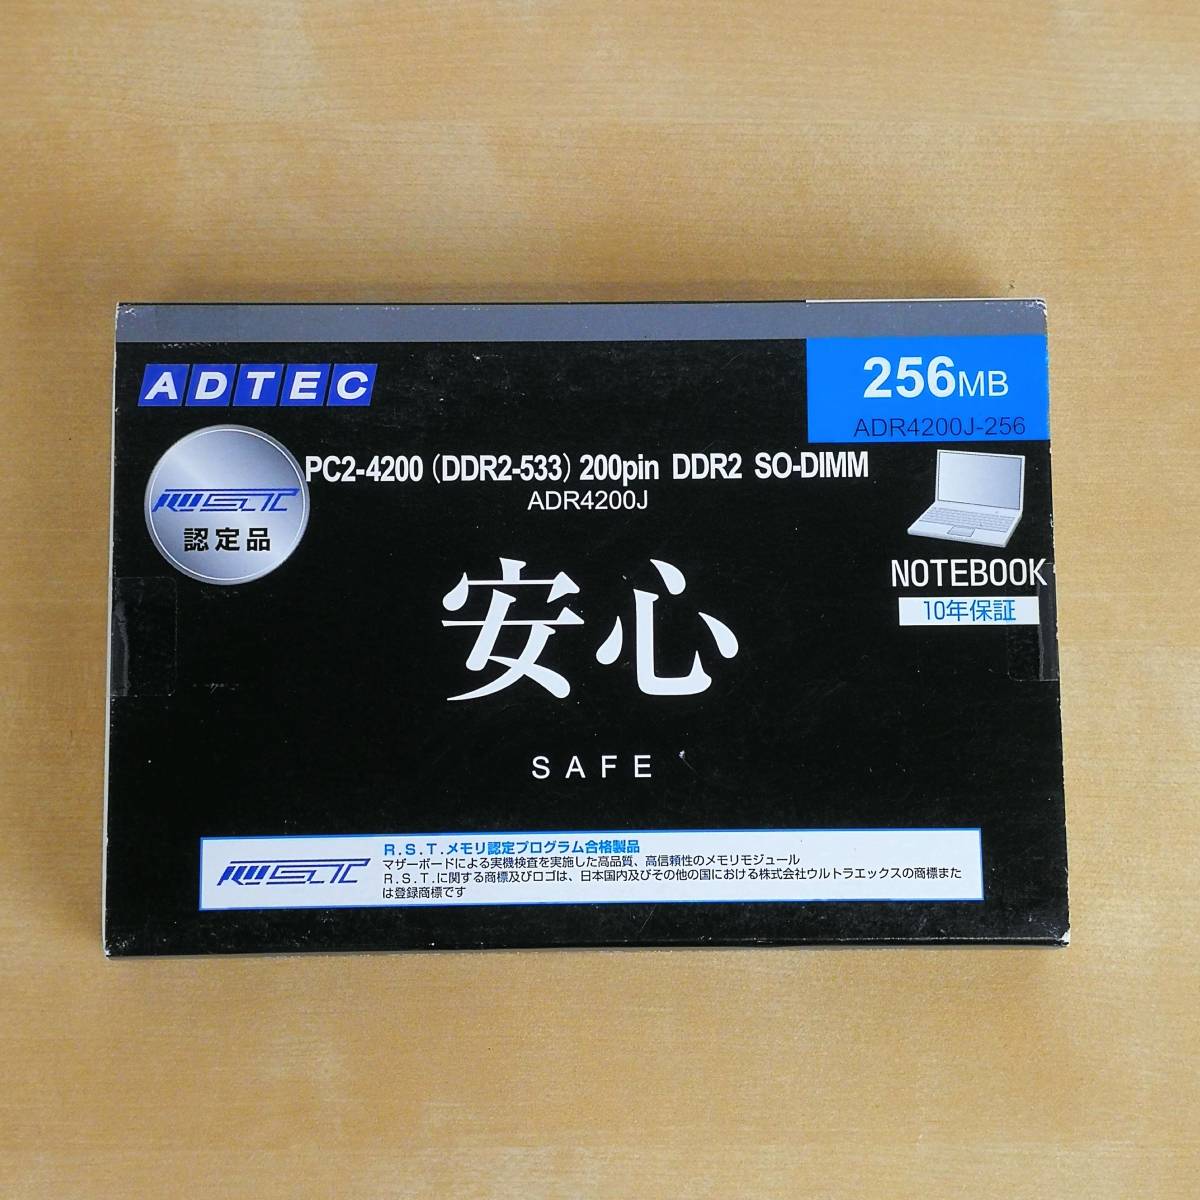 ADTEC
256MB
ADR4200J-256
PC2-4200（DDR2-533）200pin DDR2 SO-DIMM
ADR4200J
RST
認定品
NOTEBOOK
10年保証
安心
SAFE
RST
R.S.T.メモリ認定プログラム合格製品
マザーボードによる実機検査を実施した高品質、高信頼性のメモリモジュール
R.S.T.に関する商標及びロゴは、日本国内及びその他の国における株式会社ウルトラエックスの商標また
は登録商標です